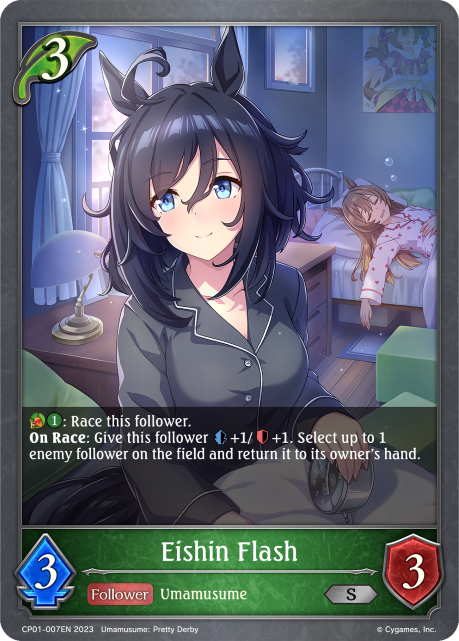 3
1: Race this follower.
On Race: Give this follower +1/ +1. Select up to 1
enemy follower on the field and return it to its owner's hand.
Eishin Flash
3
Follower Umamusume
S
3
CP01-007EN 2023 Umamusume: Pretty Derby © Cygames, Inc.